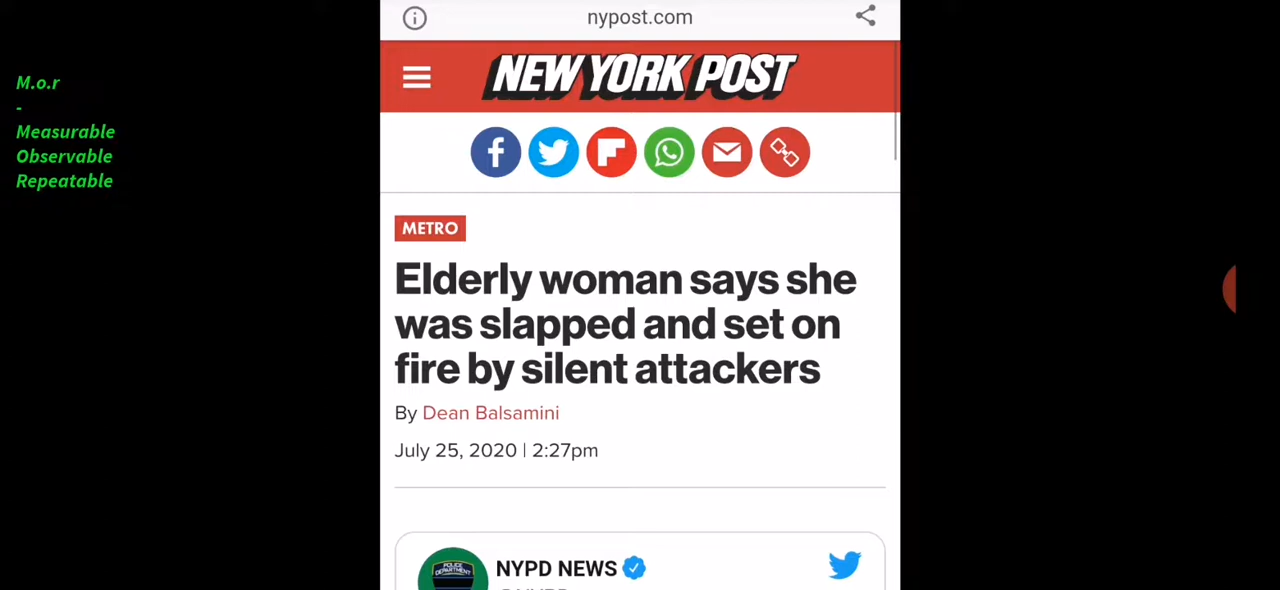 nypost.com
NEW YORK POST
M.o.r
-
Measurable
Observable
Repeatable
METRO
Elderly woman says she
was slapped and set on
fire by silent attackers
By Dean Balsamini
July 25, 2020 | 2:27pm
NYPD NEWS